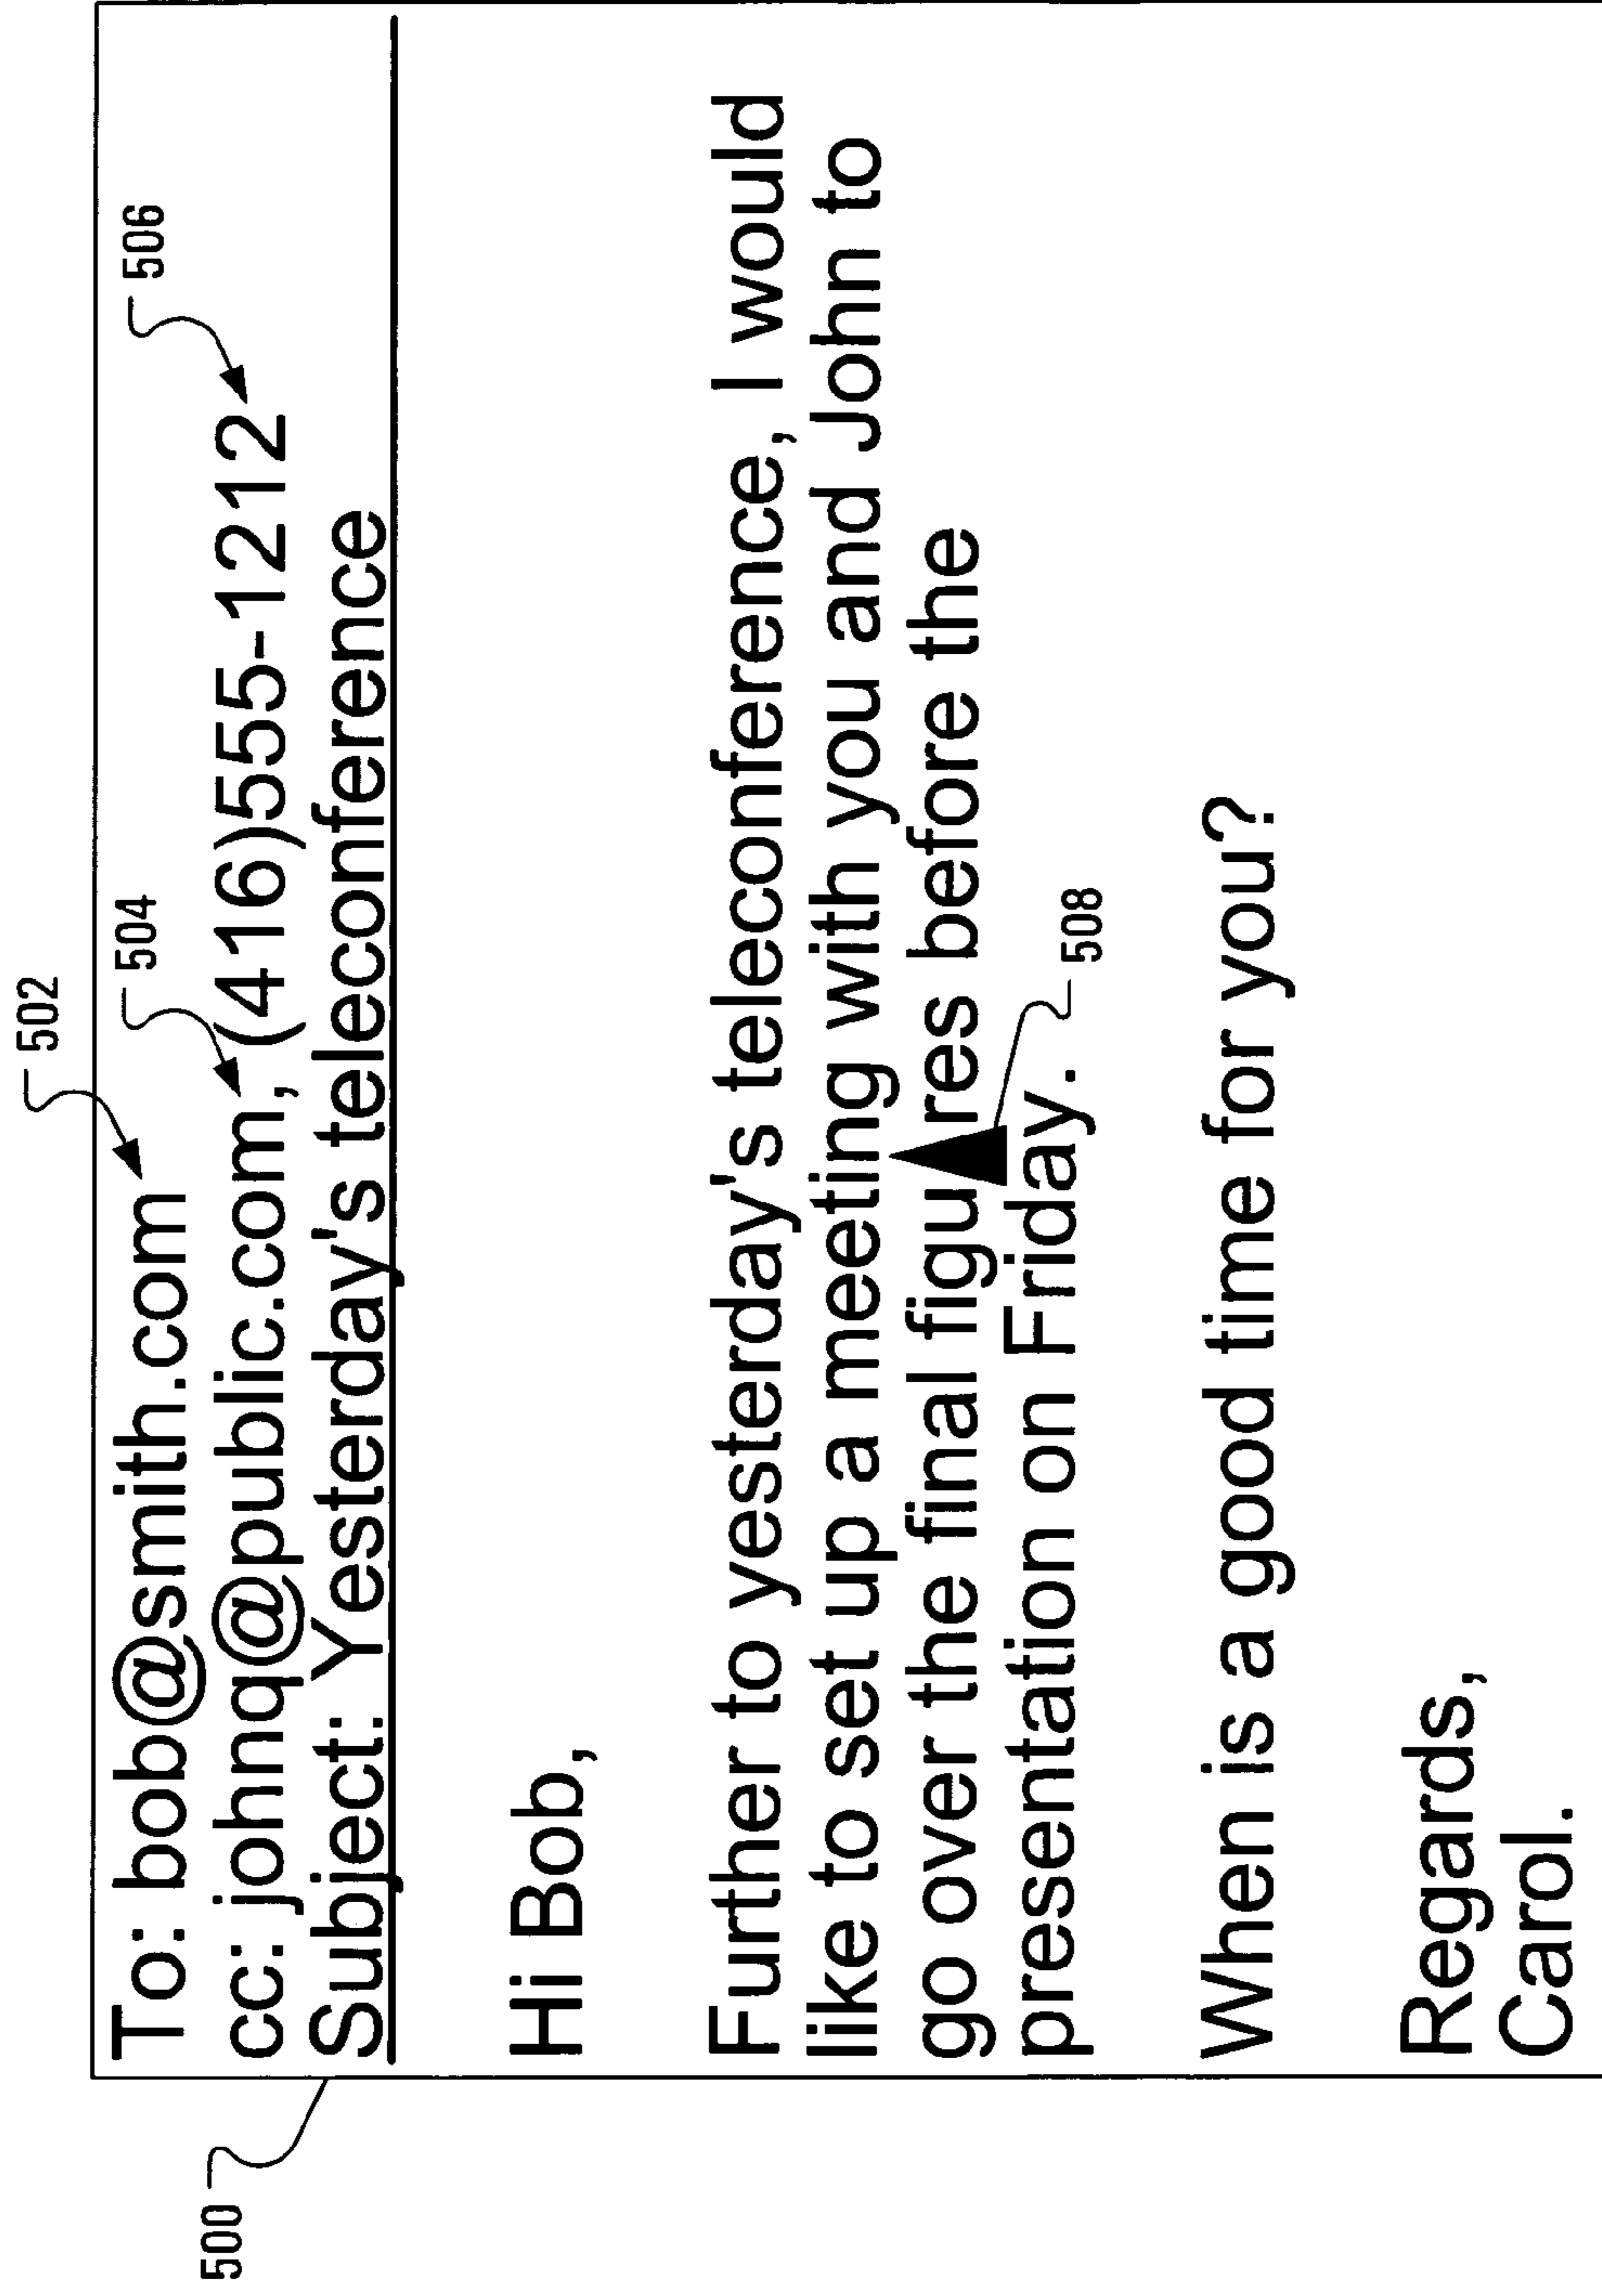 502
504
506
500
To: bob@smith.com
cc: johnq@public.com, (416)555-1212
Subject: Yesterday's teleconference
Hi Bob,
Further to yesterday's teleconference, I would
like to set up a meeting with you and John to
go over the final figu res before the
presentation on Friday.
508
When is a good time for you?
Regards,
Carol.